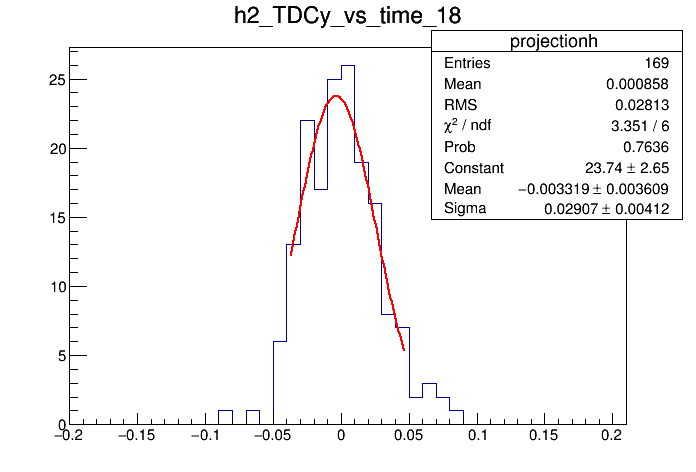 h2_TDCy_vs_time_18
projectionh
Entries 169
Mean 0.000858
RMS 0.02813
χ² / ndf 3.351 / 6
Prob 0.7636
Constant 23.74 ± 2.65
Mean −0.003319 ± 0.003609
Sigma 0.02907 ± 0.00412
25
20
15
10
5
0
−0.2 −0.15 −0.1 −0.05 0 0.05 0.1 0.15 0.2